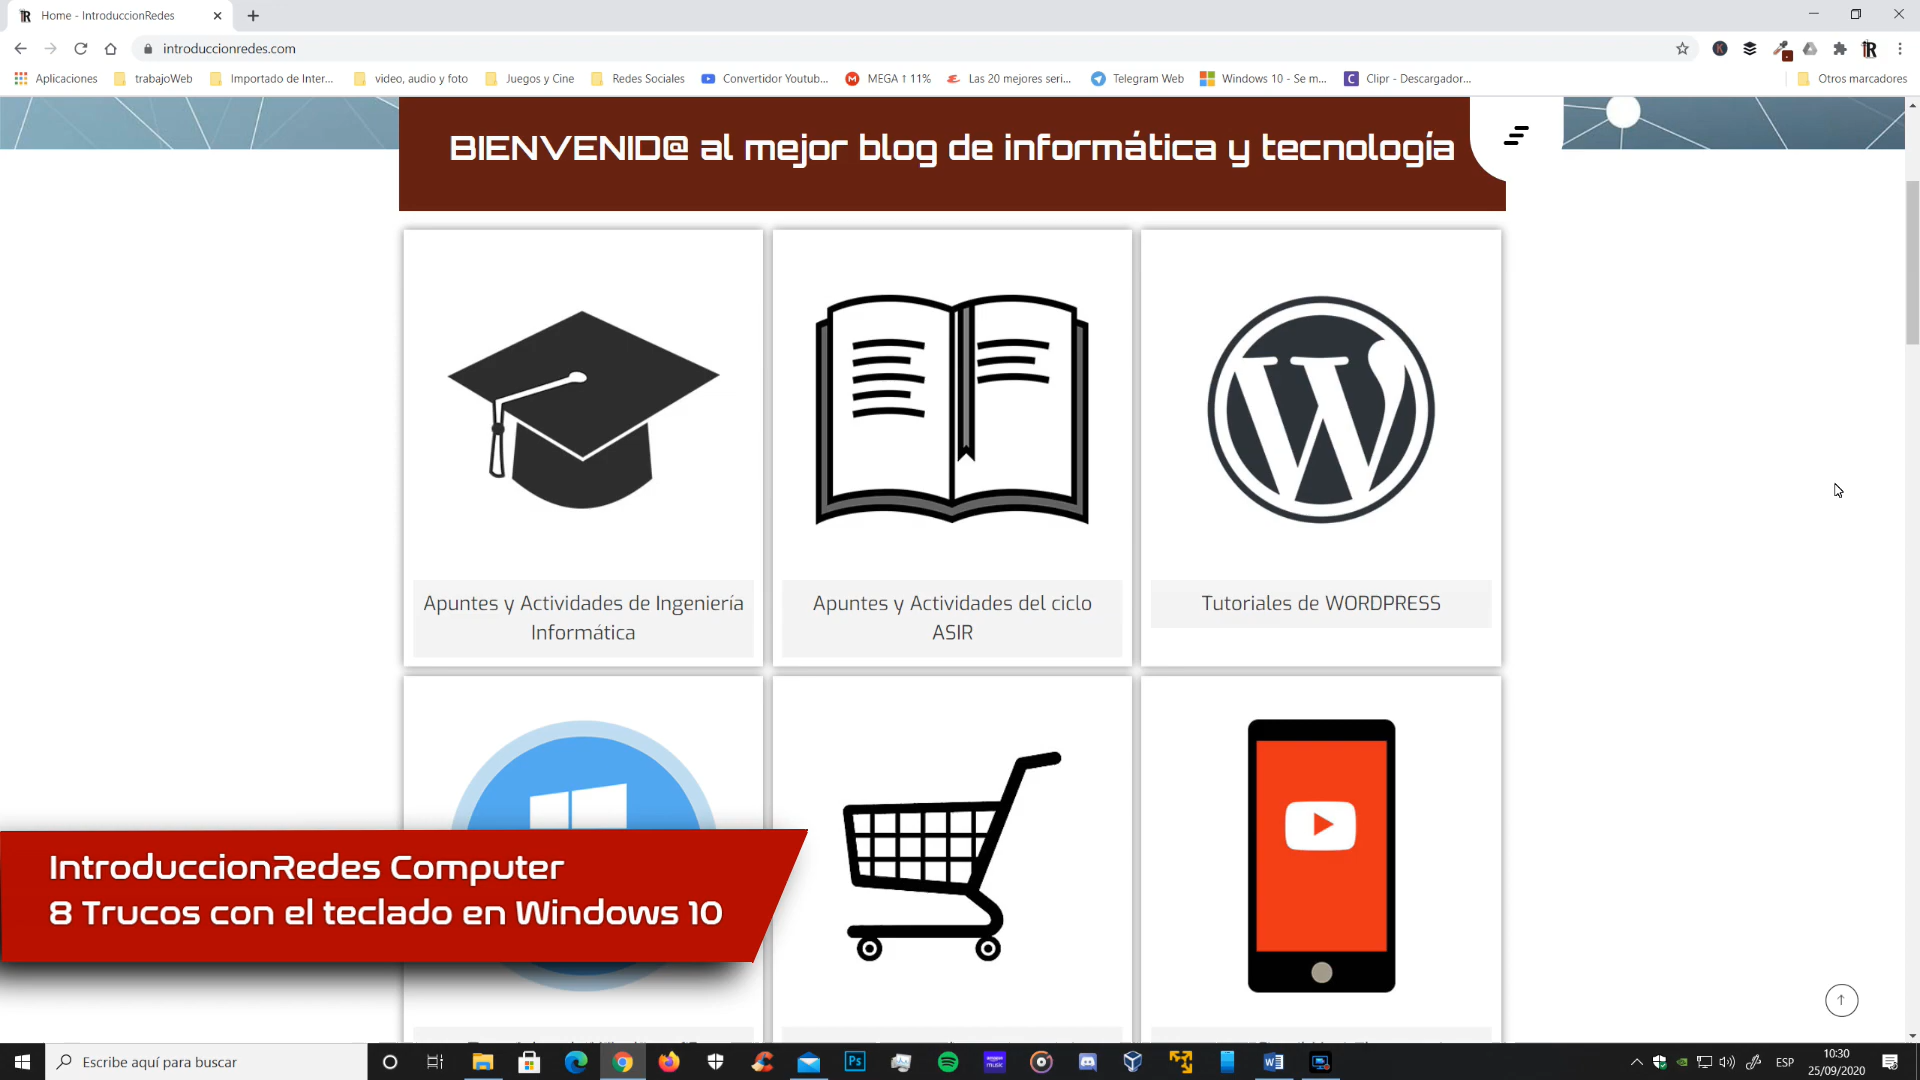 Home - IntroduccionRedes
introduccionredes.com
Aplicaciones
trabajoWeb
Importado de Inter...
video, audio y foto
Juegos y Cine
Redes Sociales
Convertidor Youtub...
MEGA ↑ 11%
Las 20 mejores seri...
Telegram Web
Windows 10 - Se m...
Clipr - Descargador...
Otros marcadores
BIENVENID@ al mejor blog de informática y tecnología
Apuntes y Actividades de Ingeniería
Informática
Apuntes y Actividades del ciclo
ASIR
Tutoriales de WORDPRESS
IntroduccionRedes Computer
8 Trucos con el teclado en Windows 10
Escribe aquí para buscar
Ps
music
ESP
10:30
25/09/2020